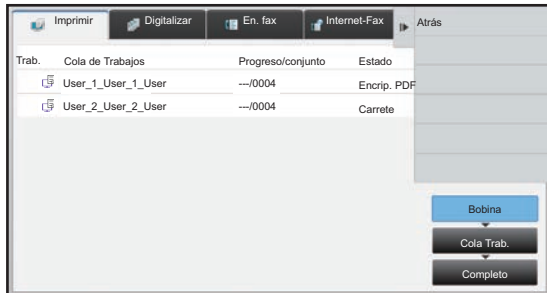 Imprimir Digitalizar En. fax Internet-Fax Atrás
Trab. Cola de Trabajos Progreso/conjunto Estado
User_1_User_1_User ---/0004 Encrip. PDF
User_2_User_2_User ---/0004 Carrete
Bobina
Cola Trab.
Completo